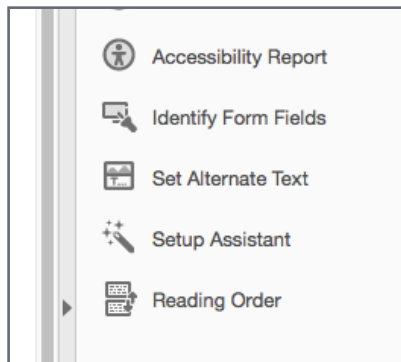 Accessibility Report
Identify Form Fields
Set Alternate Text
Setup Assistant
Reading Order